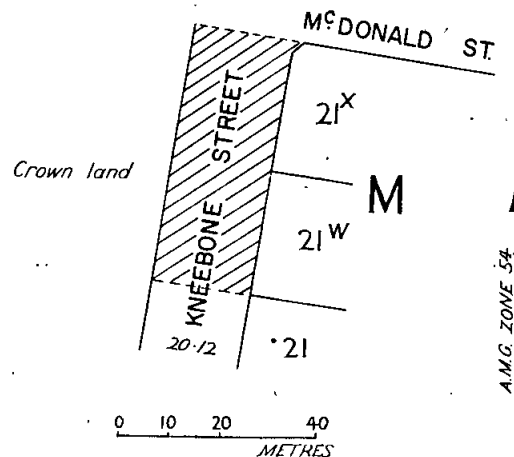 McDONALD ST.
KNEEBONE STREET
21X
Crown land
M
21W
A.M.G. ZONE 54
20·12
·21
0 10 20 40
METRES